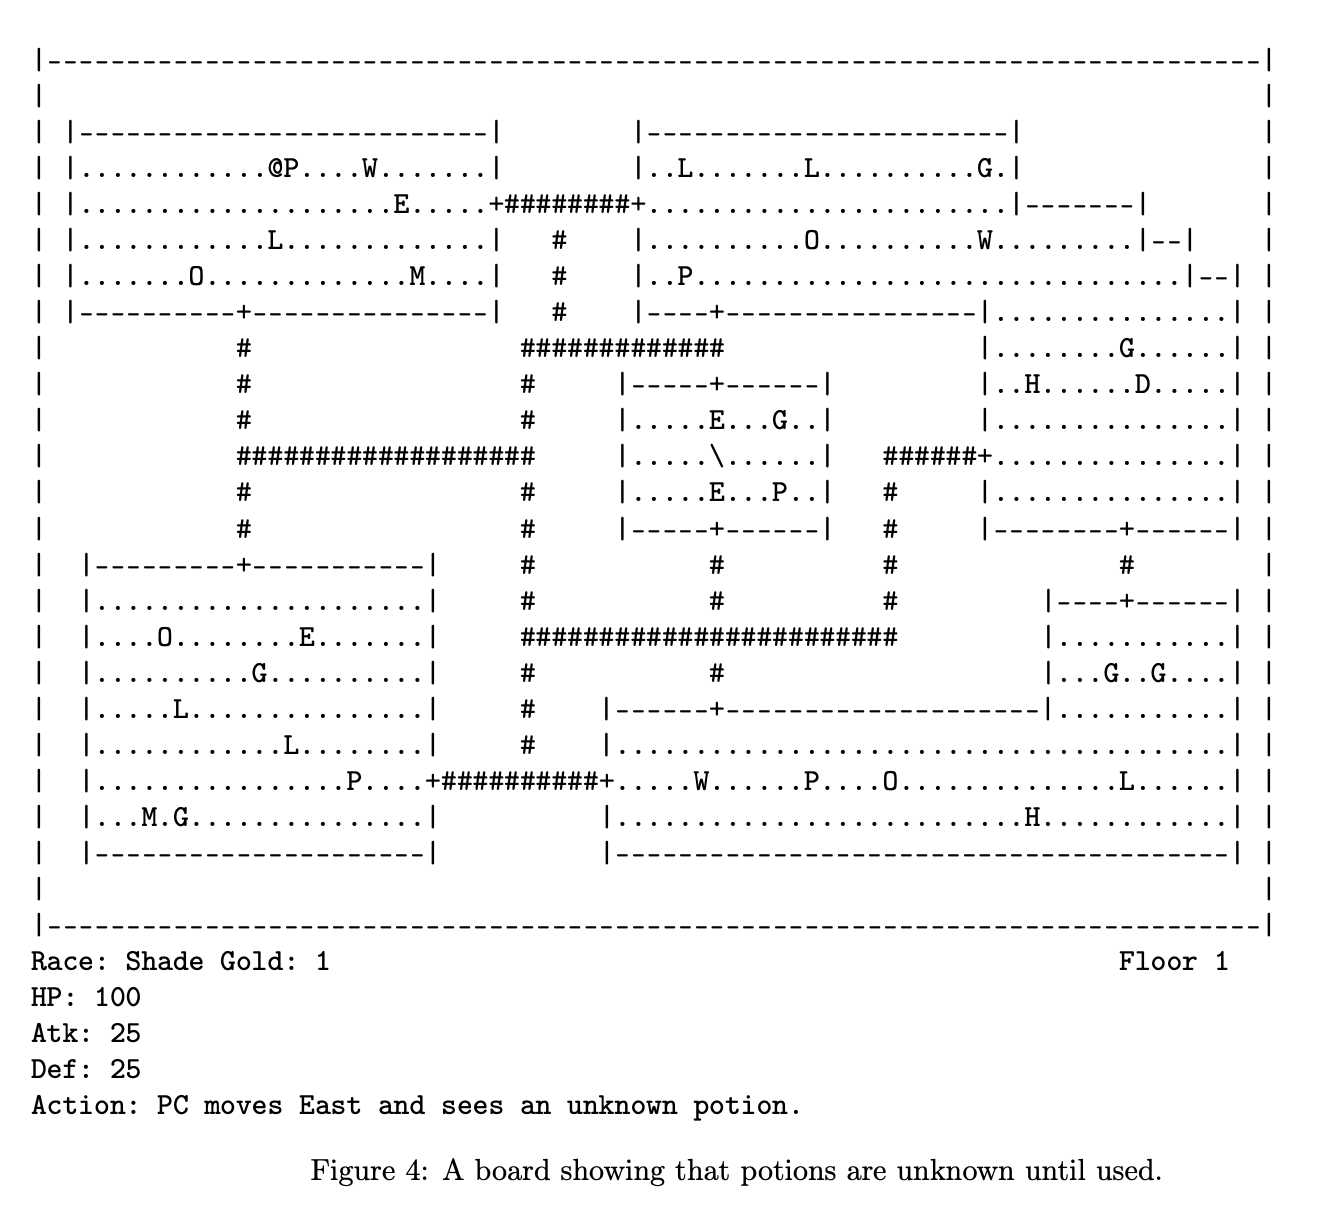 |-----------------------------------------------------------------------------|
|                                                                             |
| |--------------------------|        |-----------------------|               |
| |............@P....W.......|        |..L.......L..........G.|               |
| |....................E.....+########+.......................|-------|       |
| |............L.............|   #    |..........O..........W.........|--|    |
| |.......O.............M....|   #    |..P...............................|--| |
| |----------+---------------|   #    |----+----------------|...............| |
|            #                 #############                |........G......| |
|            #                 #     |-----+------|         |..H......D.....| |
|            #                 #     |.....E...G..|         |...............| |
|            ###################     |.....\......|   ######+...............| |
|            #                 #     |.....E...P..|   #     |...............| |
|            #                 #     |-----+------|   #     |--------+------| |
|  |---------+-----------|     #           #          #              #        |
|  |.....................|     #           #          #         |----+------| |
|  |....O........E.......|     ########################         |...........| |
|  |..........G..........|     #           #                    |...G..G....| |
|  |.....L...............|     #    |------+--------------------|...........| |
|  |............L........|     #    |.......................................| |
|  |................P....+##########+.....W......P....O..............L......| |
|  |...M.G...............|          |..........................H............| |
|  |---------------------|          |---------------------------------------| |
|                                                                             |
|-----------------------------------------------------------------------------|
Race: Shade Gold: 1                                                  Floor 1
HP: 100
Atk: 25
Def: 25
Action: PC moves East and sees an unknown potion.
Figure 4: A board showing that potions are unknown until used.